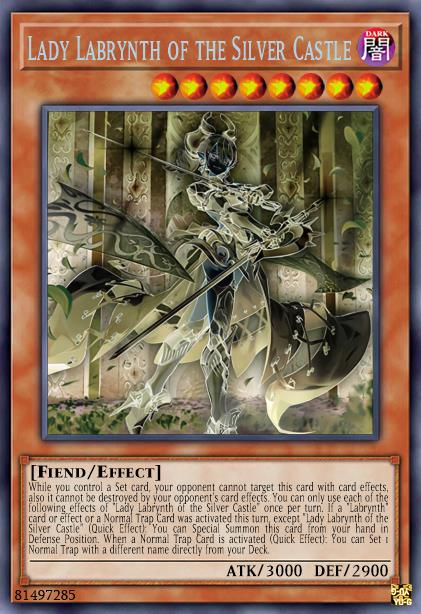 LADY LABRYNTH OF THE SILVER CASTLE
DARK
闇
[FIEND/EFFECT]
While you control a Set card, your opponent cannot target this card with card effects,
also it cannot be destroyed by your opponent's card effects. You can only use each of the
following effects of "Lady Labrynth of the Silver Castle" once per turn. If a "Labrynth"
card or effect or a Normal Trap Card was activated this turn, except "Lady Labrynth of the
Silver Castle" (Quick Effect): You can Special Summon this card from your hand in
Defense Position. When a Normal Trap Card is activated (Quick Effect): You can Set 1
Normal Trap with a different name directly from your Deck.
ATK/3000 DEF/2900
81497285